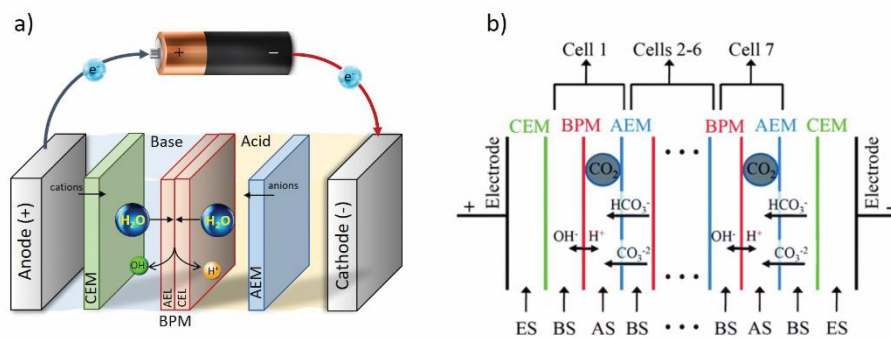 a)
+ −
e⁻ e⁻
Base Acid
cations anions
H₂O H₂O
OH⁻ H⁺
Anode (+) CEM AEL CEL AEM Cathode (-)
BPM
b)
Cell 1 Cells 2-6 Cell 7
CEM BPM AEM BPM AEM CEM
Electrode CO₂ CO₂ Electrode
+ −
HCO₃⁻ HCO₃⁻
OH⁻ H⁺ OH⁻ H⁺
CO₃⁻² CO₃⁻²
ES BS AS BS BS AS BS ES